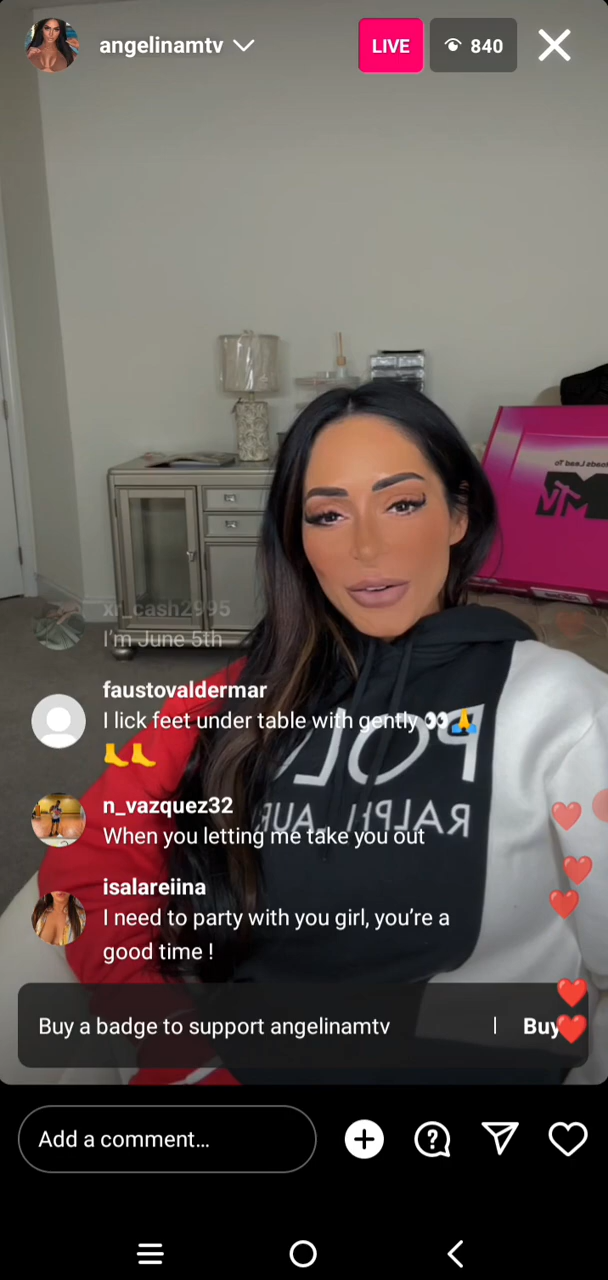 angelinamtv
LIVE
840
MTV
xr_cash2995
I'm June 5th
faustovaldermar
I lick feet under table with gently 👀🙏
🦶🦶
n_vazquez32
When you letting me take you out
isalareiina
I need to party with you girl, you're a
good time !
POLO
RALPH LAUREN
Buy a badge to support angelinamtv
Buy
Add a comment...